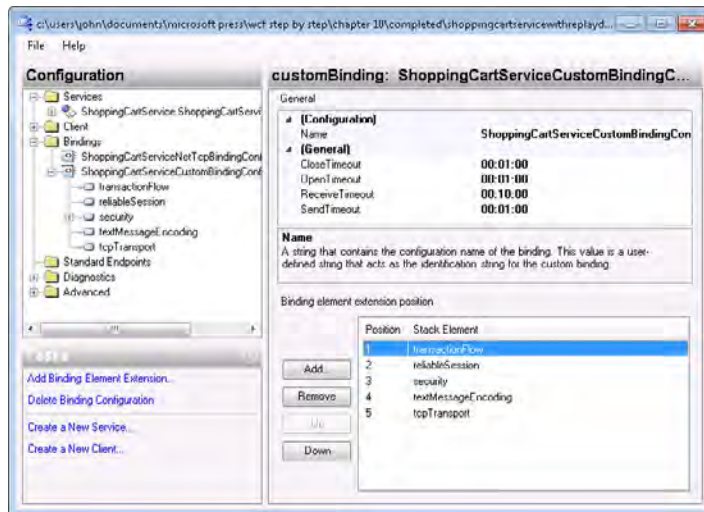 c:\users\john\documents\microsoft press\wcf step by step\chapter 10\completed\shoppingcartservicewithreplayd...
File Help
Configuration
Services
ShoppingCartService.ShoppingCartServi
Client
Bindings
ShoppingCartServiceNetTcpBindingConfi
ShoppingCartServiceCustomBindingConf
transactionFlow
reliableSession
security
textMessageEncoding
tcpTransport
Standard Endpoints
Diagnostics
Advanced
Tasks
Add Binding Element Extension...
Delete Binding Configuration
Create a New Service...
Create a New Client...
customBinding: ShoppingCartServiceCustomBindingC...
General
(Configuration)
Name ShoppingCartServiceCustomBindingCon
(General)
CloseTimeout 00:01:00
OpenTimeout 00:01:00
ReceiveTimeout 00:10:00
SendTimeout 00:01:00
Name
A string that contains the configuration name of the binding. This value is a user-
defined string that acts as the identification string for the custom binding.
Binding element extension position
Position Stack Element
1 transactionFlow
2 reliableSession
3 security
4 textMessageEncoding
5 tcpTransport
Add...
Remove
Up
Down